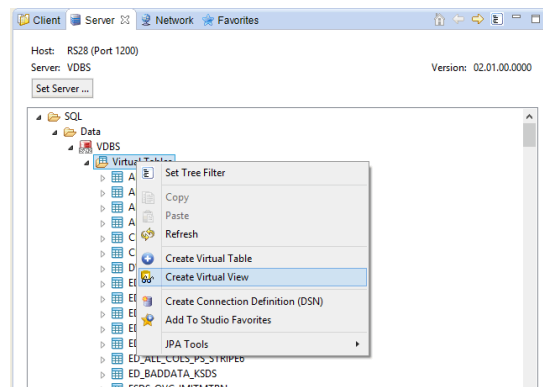 Client Server Network Favorites
Host: RS28 (Port 1200)
Server: VDBS Version: 02.01.00.0000
Set Server ...
SQL
Data
VDBS
Virtual Tables
Set Tree Filter
Copy
Paste
Refresh
Create Virtual Table
Create Virtual View
Create Connection Definition (DSN)
Add To Studio Favorites
JPA Tools
ED_ALL_COLS_PS_STRIPE6
ED_BADDATA_KSDS